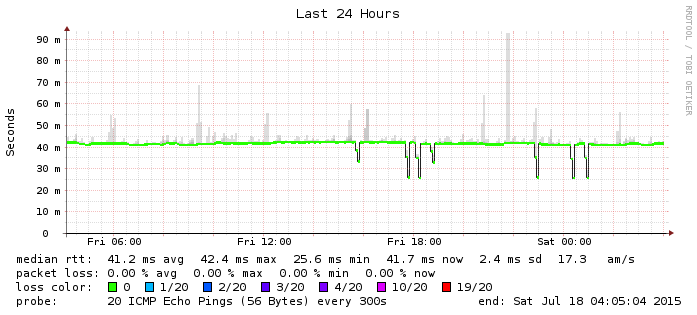 Last 24 Hours
RRDTOOL / TOBI OETIKER
Seconds
90 m
80 m
70 m
60 m
50 m
40 m
30 m
20 m
10 m
0
Fri 06:00 Fri 12:00 Fri 18:00 Sat 00:00
median rtt: 41.2 ms avg 42.4 ms max 25.6 ms min 41.7 ms now 2.4 ms sd 17.3 am/s
packet loss: 0.00 % avg 0.00 % max 0.00 % min 0.00 % now
loss color: 0 1/20 2/20 3/20 4/20 10/20 19/20
probe: 20 ICMP Echo Pings (56 Bytes) every 300s end: Sat Jul 18 04:05:04 2015